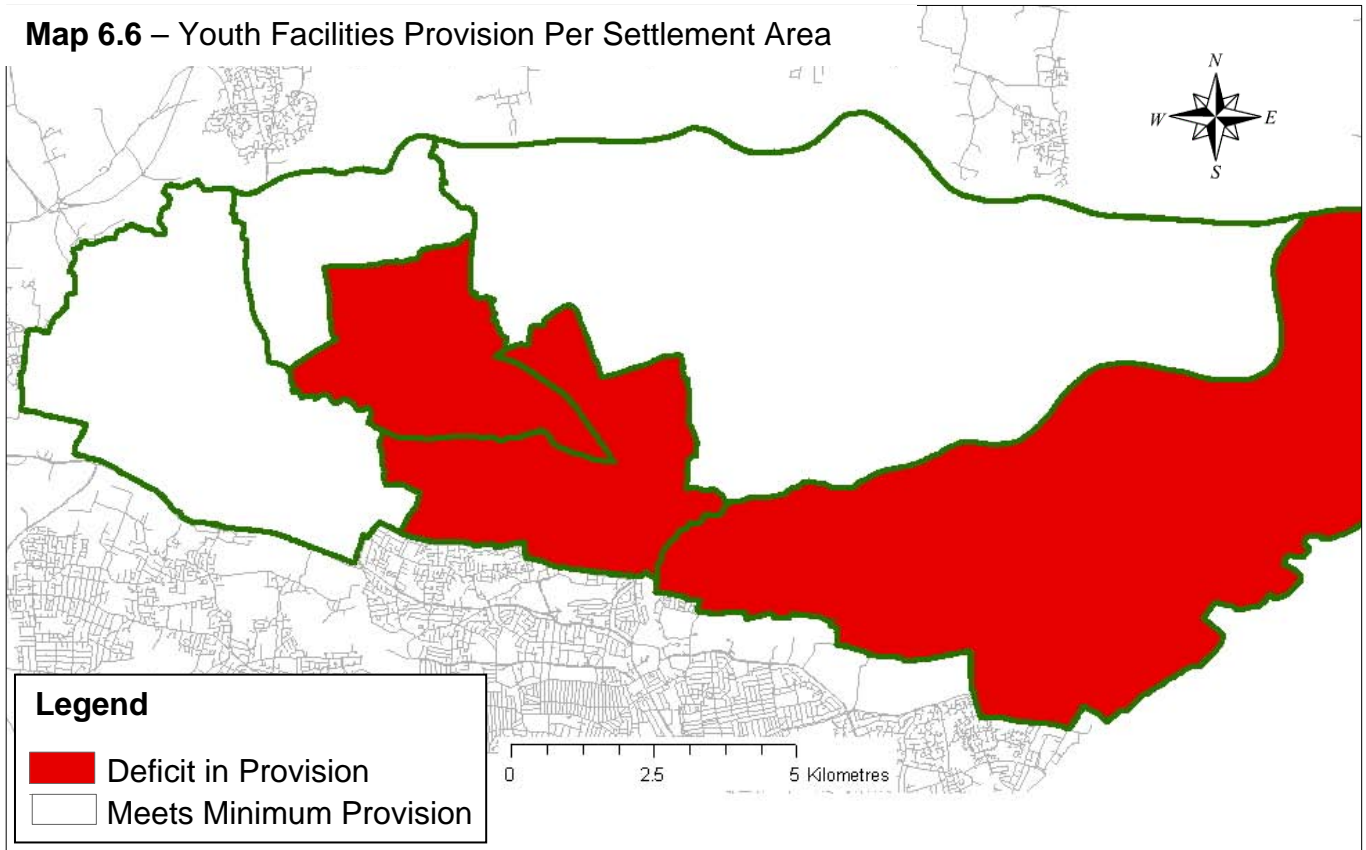 Map 6.6 – Youth Facilities Provision Per Settlement Area
N
W E
S
Legend
Deficit in Provision
Meets Minimum Provision
0 2.5 5 Kilometres